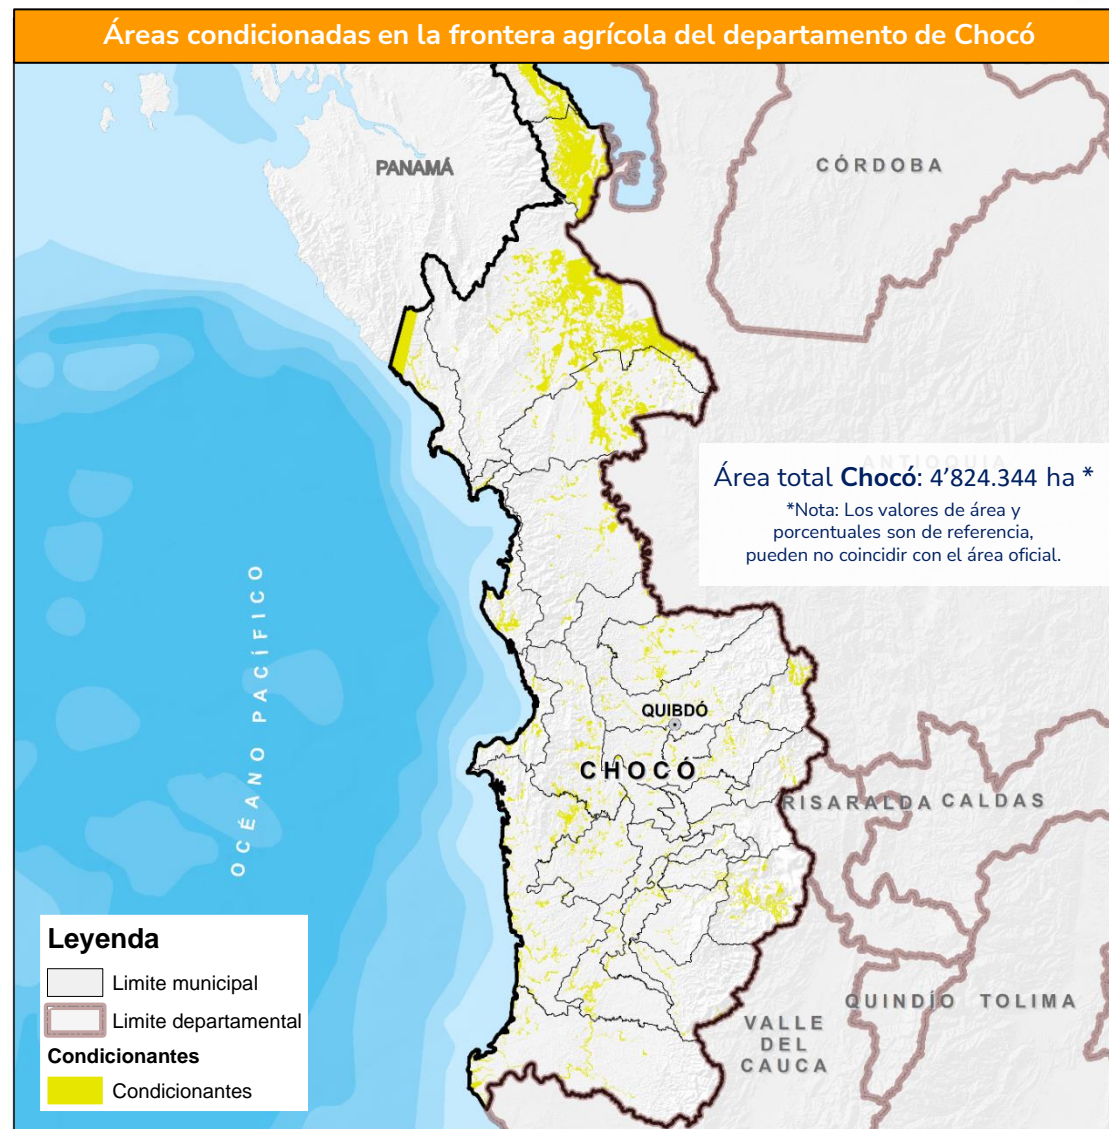 Áreas condicionadas en la frontera agrícola del departamento de Chocó
PANAMÁ
CÓRDOBA
ANTIOQUIA
Área total Chocó: 4’824.344 ha *
*Nota: Los valores de área y
porcentuales son de referencia,
pueden no coincidir con el área oficial.
OCÉANO PACÍFICO
QUIBDÓ
CHOCÓ
RISARALDA
CALDAS
QUINDÍO
TOLIMA
VALLE
DEL
CAUCA
Leyenda
Limite municipal
Limite departamental
Condicionantes
Condicionantes